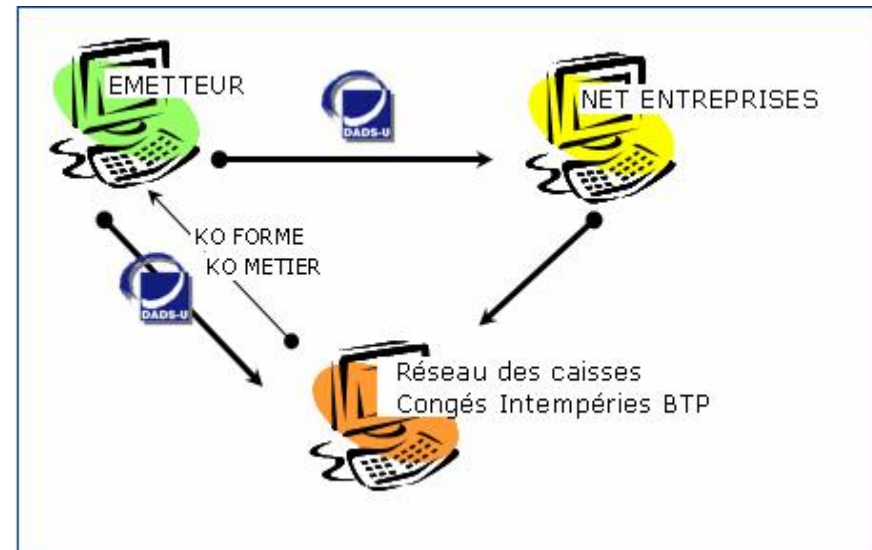 EMETTEUR
DADS-U
NET ENTREPRISES
KO FORME
KO METIER
DADS-U
Réseau des caisses
Congés Intempéries BTP